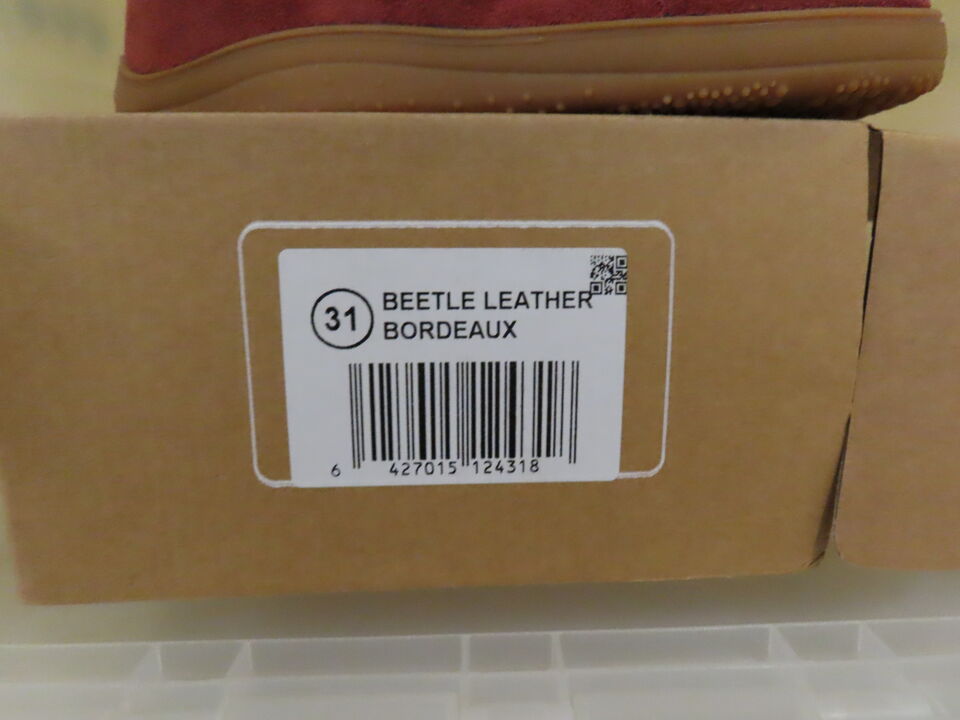 31
BEETLE LEATHER
BORDEAUX
6 427015 124318